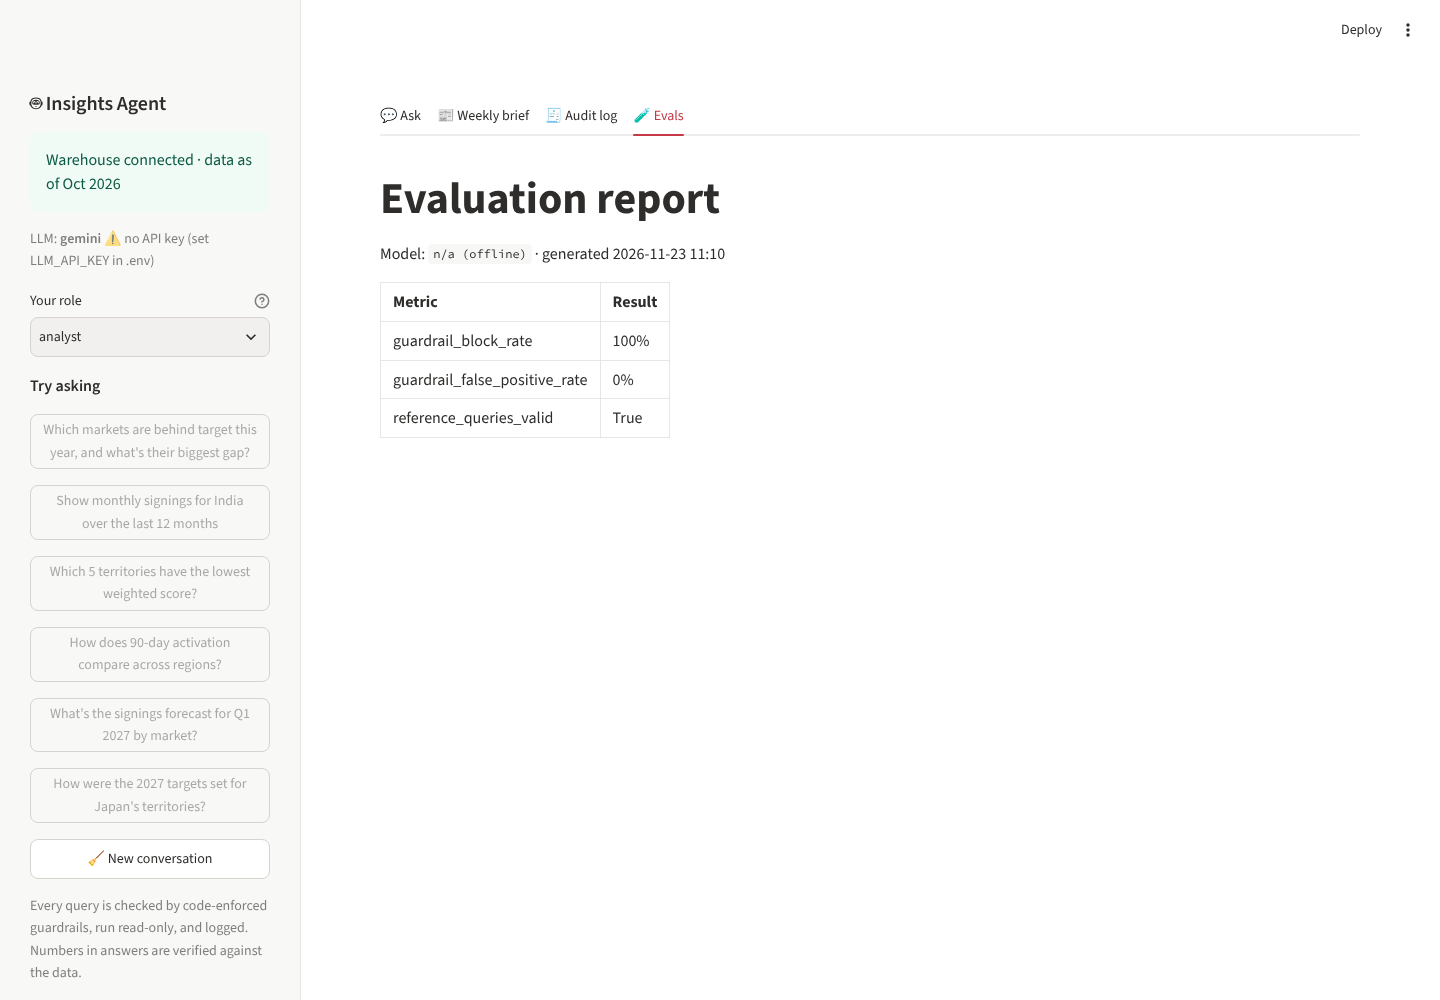 Deploy
Insights Agent
Warehouse connected · data as
of Oct 2026
LLM: gemini ⚠️ no API key (set
LLM_API_KEY in .env)
Your role
analyst
Try asking
Which markets are behind target this
year, and what's their biggest gap?
Show monthly signings for India
over the last 12 months
Which 5 territories have the lowest
weighted score?
How does 90-day activation
compare across regions?
What's the signings forecast for Q1
2027 by market?
How were the 2027 targets set for
Japan's territories?
🧹 New conversation
Every query is checked by code-enforced
guardrails, run read-only, and logged.
Numbers in answers are verified against
the data.
💬 Ask 📰 Weekly brief 🧾 Audit log 🧪 Evals
Evaluation report
Model: n/a (offline) · generated 2026-11-23 11:10
Metric Result
guardrail_block_rate 100%
guardrail_false_positive_rate 0%
reference_queries_valid True